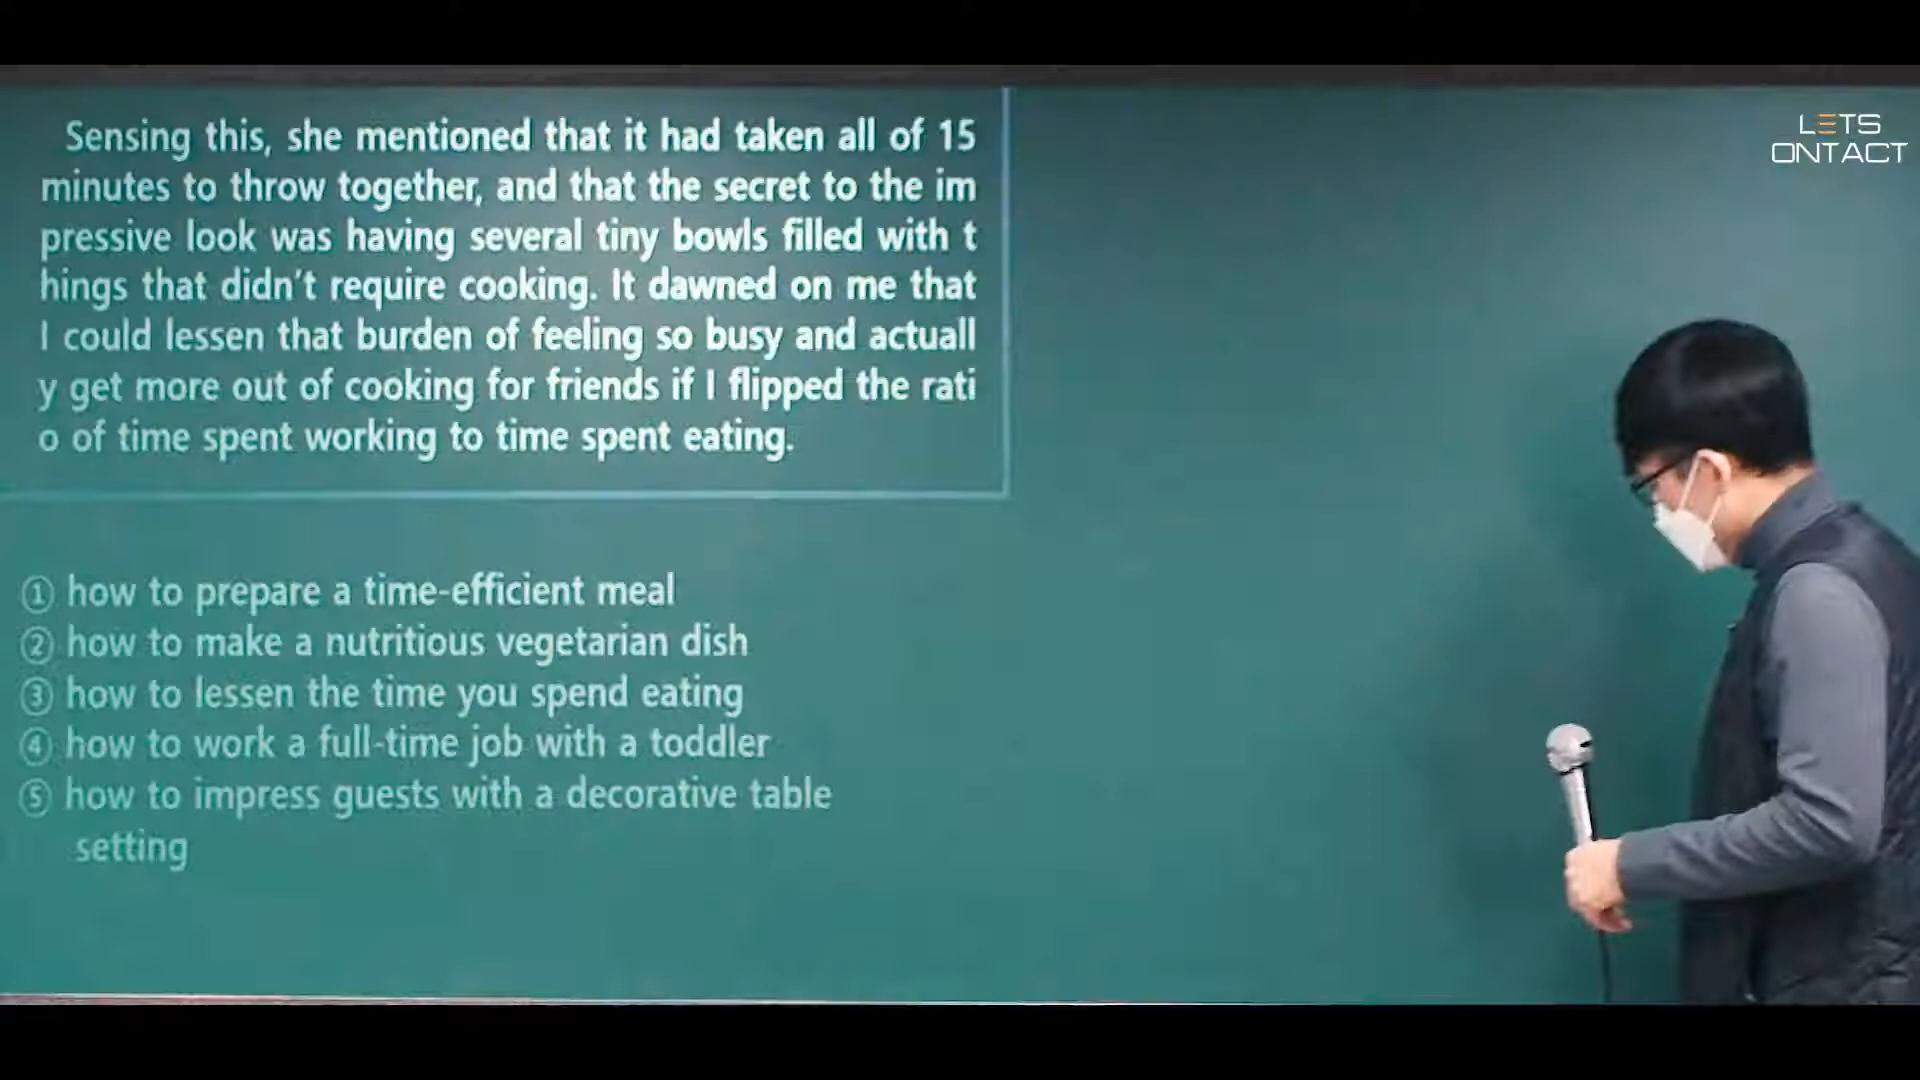 Sensing this, she mentioned that it had taken all of 15
minutes to throw together, and that the secret to the im
pressive look was having several tiny bowls filled with t
hings that didn't require cooking. It dawned on me that
I could lessen that burden of feeling so busy and actuall
y get more out of cooking for friends if I flipped the rati
o of time spent working to time spent eating.
① how to prepare a time-efficient meal
② how to make a nutritious vegetarian dish
③ how to lessen the time you spend eating
④ how to work a full-time job with a toddler
⑤ how to impress guests with a decorative table
setting
LETS
ONTACT